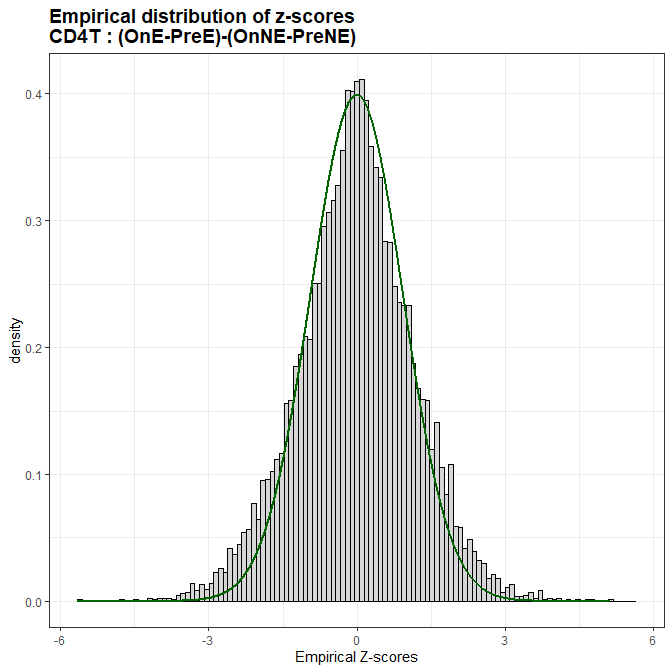 Empirical distribution of z-scores
CD4T : (OnE-PreE)-(OnNE-PreNE)
0.4
0.3
0.2
0.1
0.0
density
-6
-3
0
3
6
Empirical Z-scores